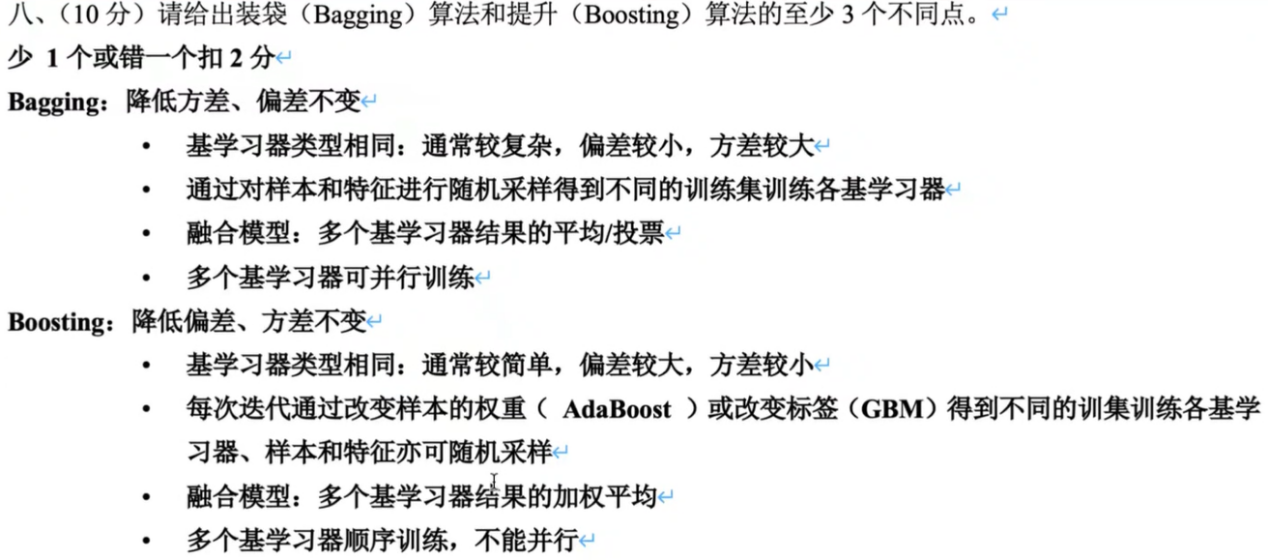 八、（10 分）请给出装袋（Bagging）算法和提升（Boosting）算法的至少 3 个不同点。
少 1 个或错一个扣 2 分
Bagging：降低方差、偏差不变
• 基学习器类型相同：通常较复杂，偏差较小，方差较大
• 通过对样本和特征进行随机采样得到不同的训练集训练各基学习器
• 融合模型：多个基学习器结果的平均/投票
• 多个基学习器可并行训练
Boosting：降低偏差、方差不变
• 基学习器类型相同：通常较简单，偏差较大，方差较小
• 每次迭代通过改变样本的权重（ AdaBoost ）或改变标签（GBM）得到不同的训集训练各基学
习器、样本和特征亦可随机采样
• 融合模型：多个基学习器结果的加权平均
• 多个基学习器顺序训练，不能并行